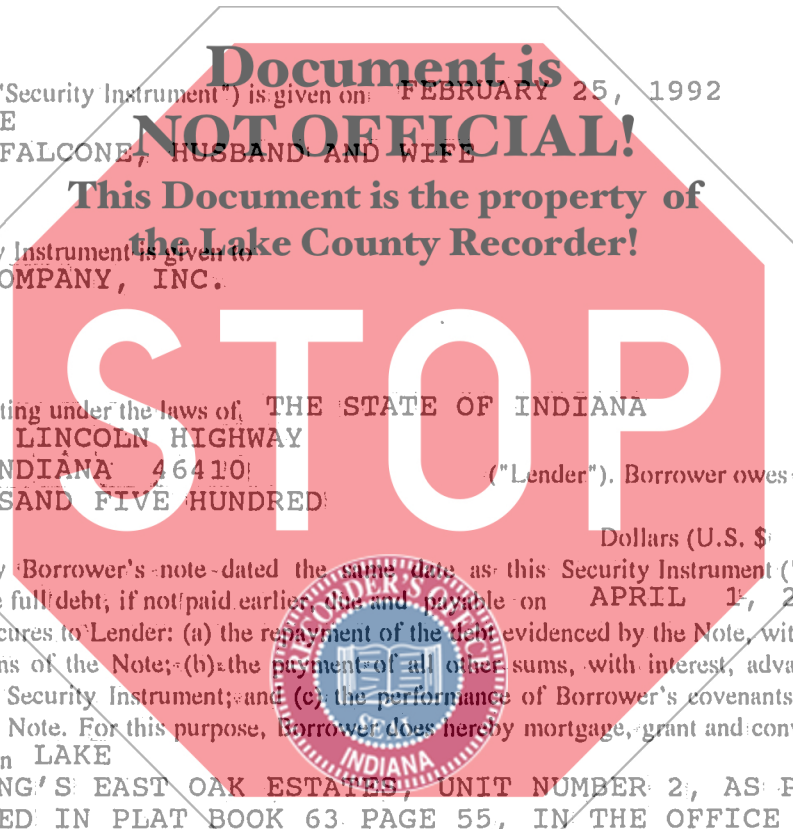 Document is
"Security Instrument") is given on FEBRUARY 25, 1992
E
NOT OFFICIAL!
FALCONE, HUSBAND AND WIFE
This Document is the property of
the Lake County Recorder!
Instrument is given to
OMPANY, INC.
STOP
ting under the laws of THE STATE OF INDIANA
LINCOLN HIGHWAY
NDIANA 46410 ("Lender"). Borrower owes
SAND FIVE HUNDRED
Dollars (U.S. $
Borrower's note dated the same date as this Security Instrument ("
e full debt, if not paid earlier, due and payable on APRIL 1, 2
cures to Lender: (a) the repayment of the debt evidenced by the Note, wit
ns of the Note; (b) the payment of all other sums, with interest, adva
Security Instrument; and (c) the performance of Borrower's covenants
Note. For this purpose, Borrower does hereby mortgage, grant and conv
n LAKE
NG'S EAST OAK ESTATES, UNIT NUMBER 2, AS P
ED IN PLAT BOOK 63 PAGE 55, IN THE OFFICE
RECORDER'S OFFICE
SEAL
INDIANA